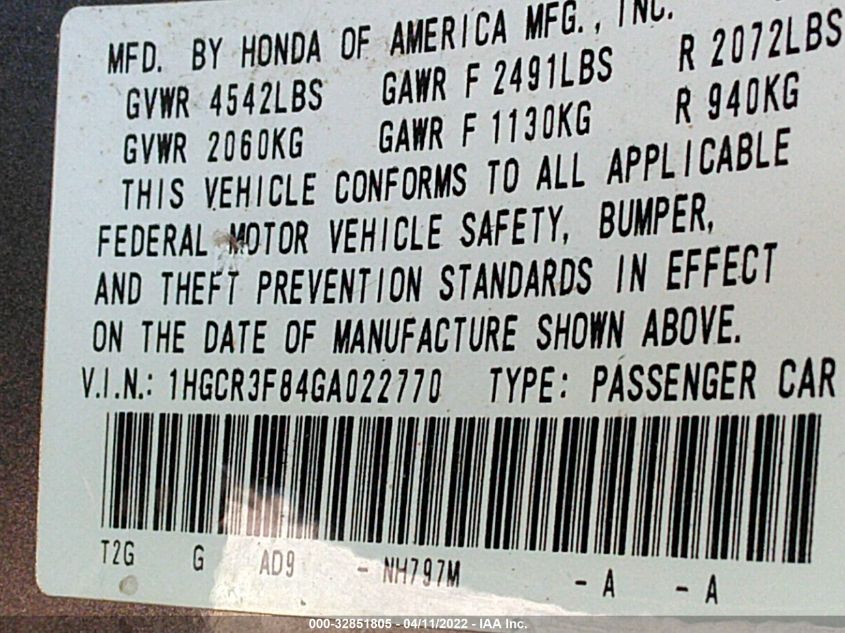 MFD. BY HONDA OF AMERICA MFG., INC.
GVWR 4542LBS GAWR F 2491LBS R 2072LBS
GVWR 2060KG GAWR F 1130KG R 940KG
THIS VEHICLE CONFORMS TO ALL APPLICABLE
FEDERAL MOTOR VEHICLE SAFETY, BUMPER,
AND THEFT PREVENTION STANDARDS IN EFFECT
ON THE DATE OF MANUFACTURE SHOWN ABOVE.
V.I.N.: 1HGCR3F84GA022770 TYPE: PASSENGER CAR
T2G G AD9 - NH797M - A - A
000-32851805 - 04/11/2022 - IAA Inc.